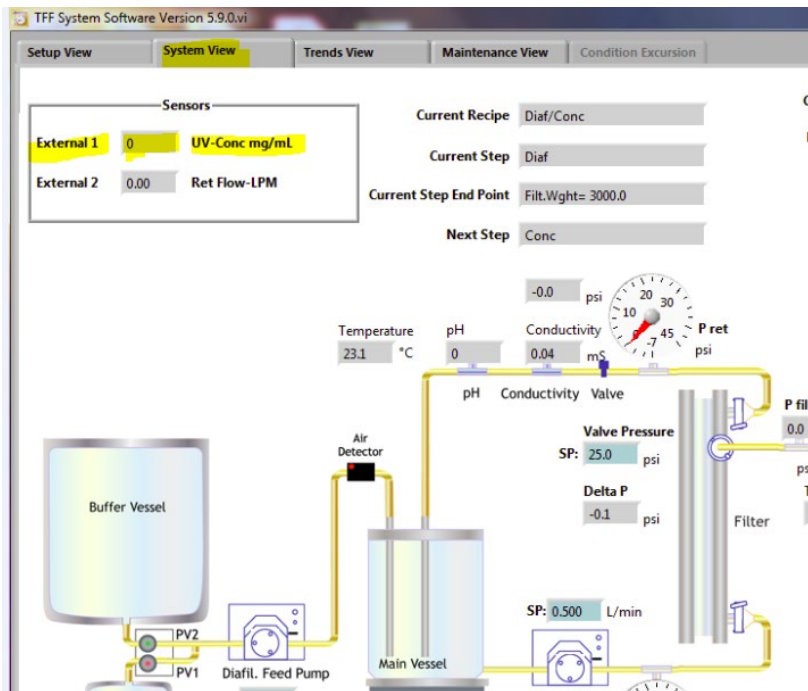 TFF System Software Version 5.9.0.vi
Setup View
System View
Trends View
Maintenance View
Condition Excursion
Sensors
External 1 0 UV-Conc mg/mL
External 2 0.00 Ret Flow-LPM
Current Recipe Diaf/Conc
Current Step Diaf
Current Step End Point Filt.Wght= 3000.0
Next Step Conc
-0.0 psi
10 20 30 45 -7
P ret
psi
Temperature
23.1 °C
pH
0
Conductivity
0.04 mS
pH Conductivity Valve
Valve Pressure
SP: 25.0 psi
Delta P
-0.1 psi
P fil
0.0
Filter
Air
Detector
Buffer Vessel
PV2
PV1
Diafil. Feed Pump
Main Vessel
SP: 0.500 L/min